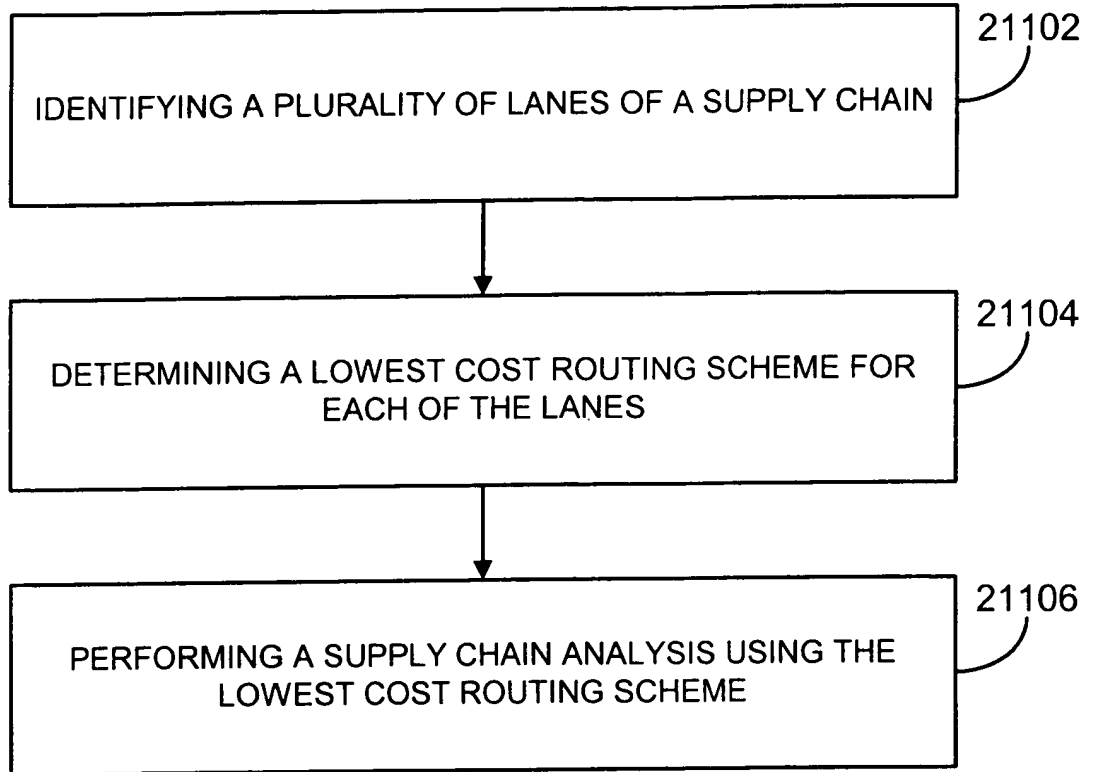 21102
IDENTIFYING A PLURALITY OF LANES OF A SUPPLY CHAIN
21104
DETERMINING A LOWEST COST ROUTING SCHEME FOR
EACH OF THE LANES
21106
PERFORMING A SUPPLY CHAIN ANALYSIS USING THE
LOWEST COST ROUTING SCHEME